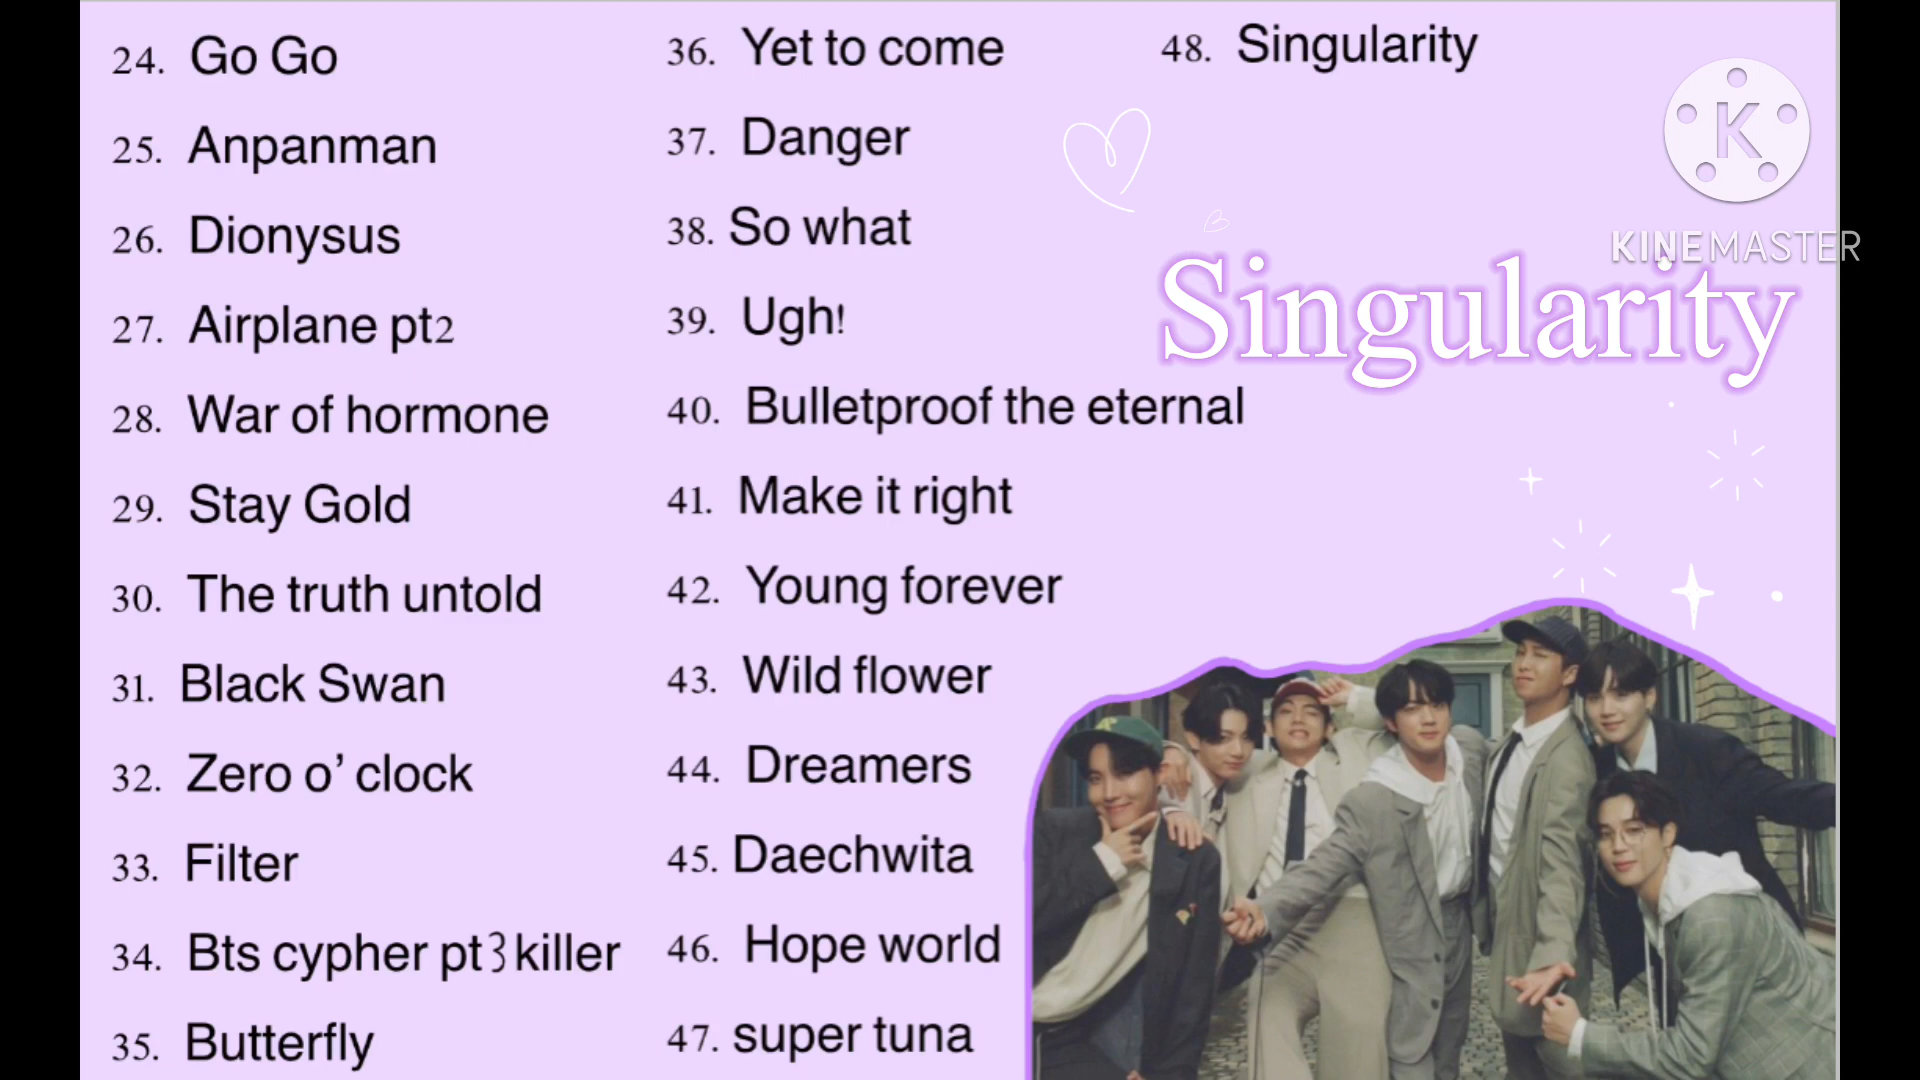 24. Go Go
25. Anpanman
26. Dionysus
27. Airplane pt2
28. War of hormone
29. Stay Gold
30. The truth untold
31. Black Swan
32. Zero o’ clock
33. Filter
34. Bts cypher pt 3 killer
35. Butterfly
36. Yet to come
37. Danger
38. So what
39. Ugh!
40. Bulletproof the eternal
41. Make it right
42. Young forever
43. Wild flower
44. Dreamers
45. Daechwita
46. Hope world
47. super tuna
48. Singularity
K
KINEMASTER
Singularity